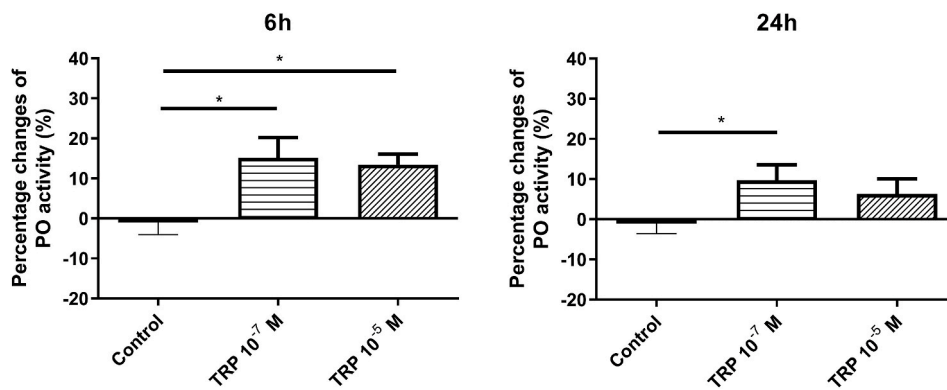 6h
Percentage changes of
PO activity (%)
40
30
20
10
0
-10
-20
*
*
Control
TRP 10⁻⁷ M
TRP 10⁻⁵ M
24h
Percentage changes of
PO activity (%)
40
30
20
10
0
-10
-20
*
Control
TRP 10⁻⁷ M
TRP 10⁻⁵ M